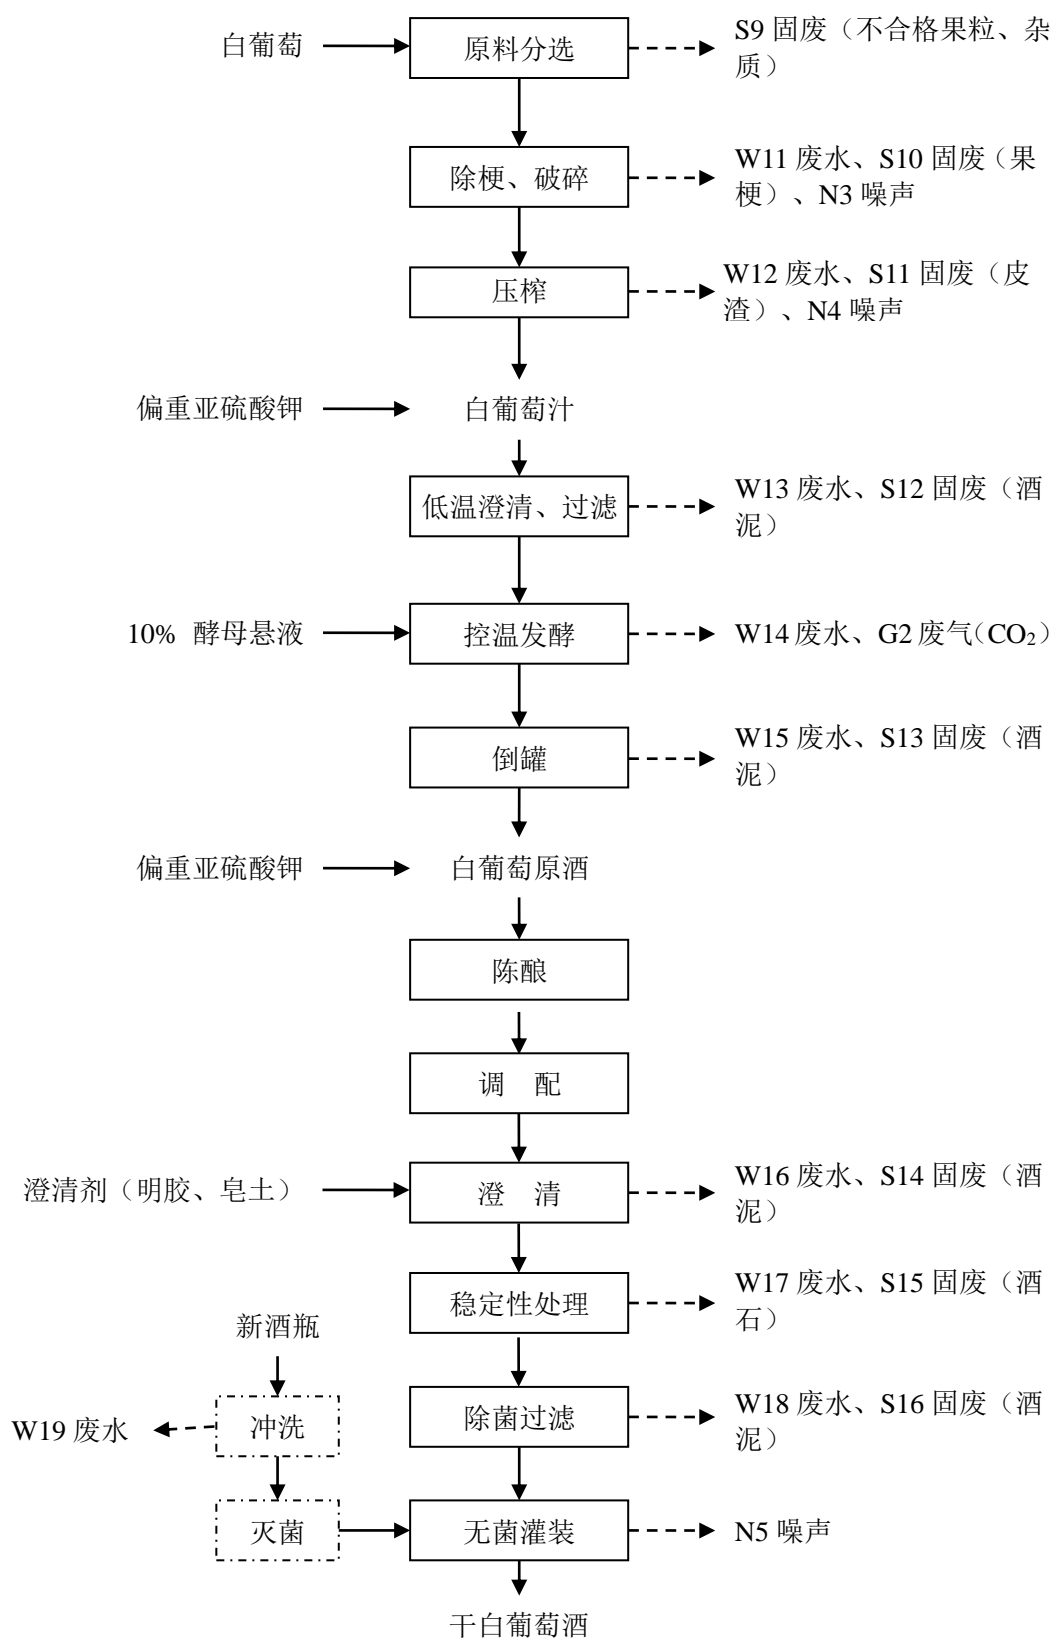 白葡萄
原料分选
S9 固废（不合格果粒、杂
质）
除梗、破碎
W11 废水、S10 固废（果
梗）、N3 噪声
压榨
W12 废水、S11 固废（皮
渣）、N4 噪声
偏重亚硫酸钾
白葡萄汁
低温澄清、过滤
W13 废水、S12 固废（酒
泥）
10% 酵母悬液
控温发酵
W14 废水、G2 废气(CO₂）
倒罐
W15 废水、S13 固废（酒
泥）
偏重亚硫酸钾
白葡萄原酒
陈酿
调 配
澄清剂（明胶、皂土）
澄 清
W16 废水、S14 固废（酒
泥）
稳定性处理
W17 废水、S15 固废（酒
石）
新酒瓶
W19 废水
冲洗
除菌过滤
W18 废水、S16 固废（酒
泥）
灭菌
无菌灌装
N5 噪声
干白葡萄酒